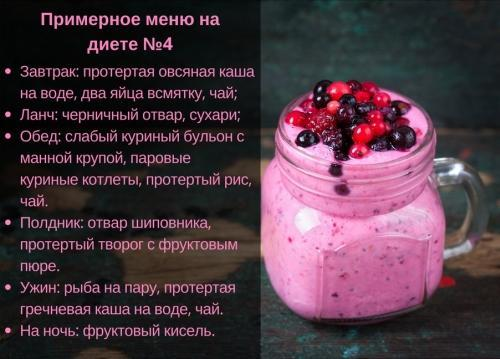 Примерное меню на
диете №4
• Завтрак: протертая овсяная каша
на воде, два яйца всмятку, чай;
• Ланч: черничный отвар, сухари;
• Обед: слабый куриный бульон с
манной крупой, паровые
куриные котлеты, протертый рис,
чай.
• Полдник: отвар шиповника,
протертый творог с фруктовым
пюре.
• Ужин: рыба на пару, протертая
гречневая каша на воде, чай.
• На ночь: фруктовый кисель.